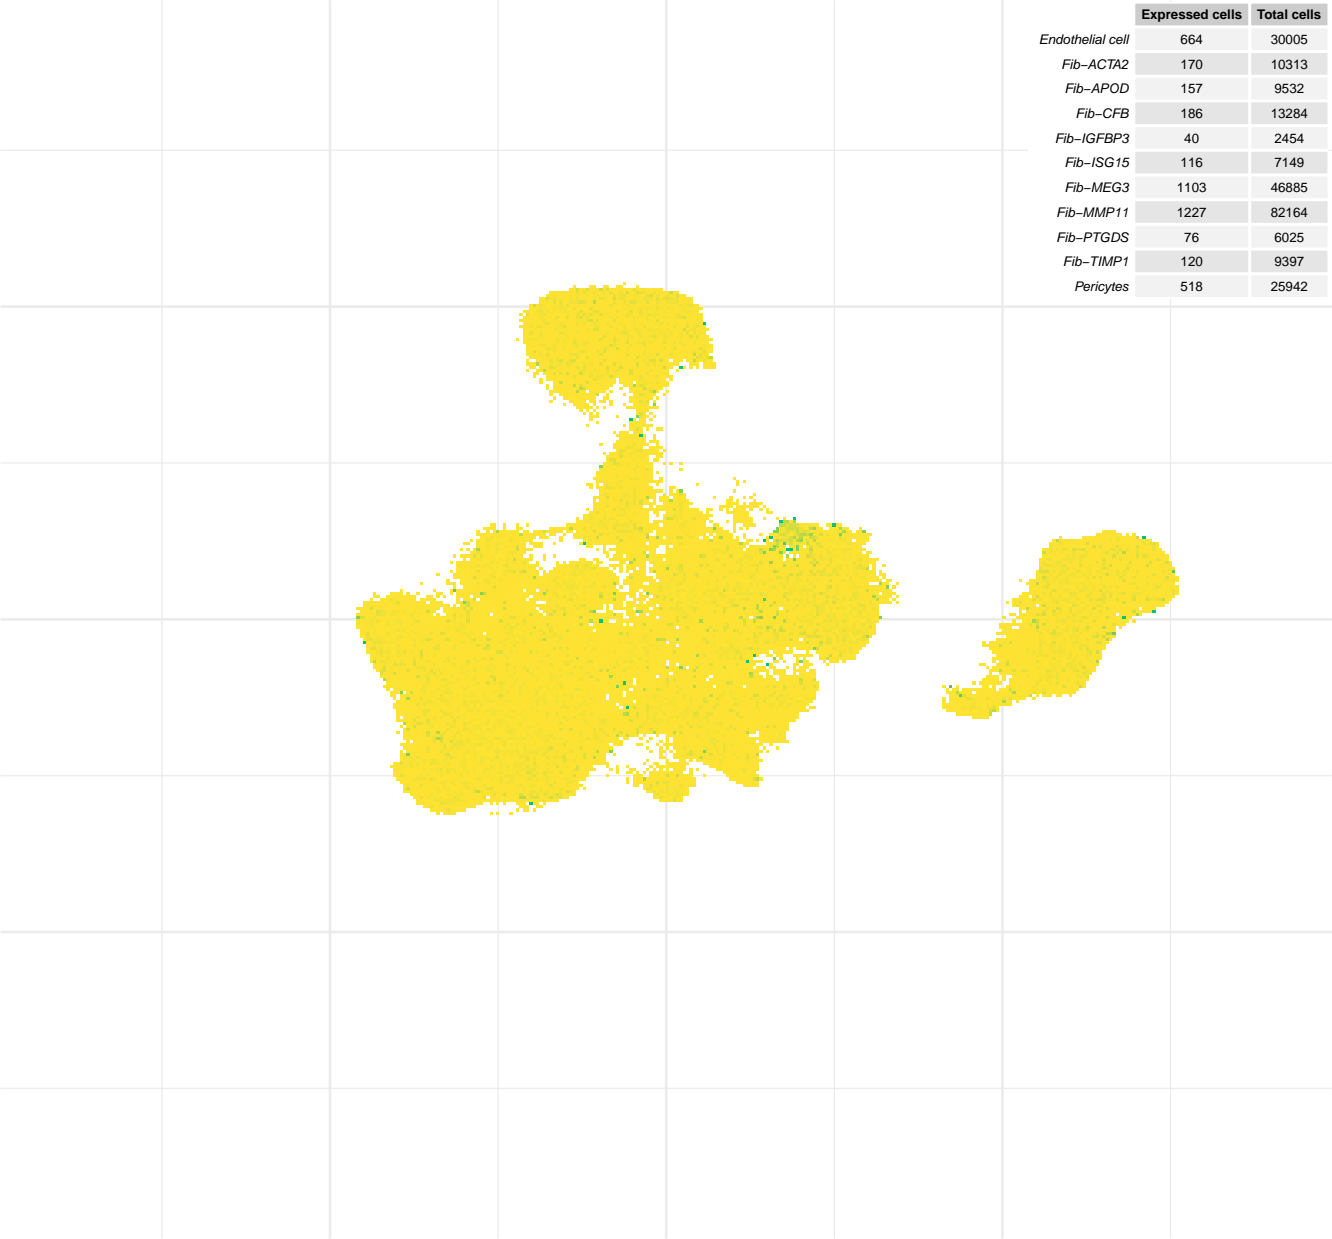 Expressed cells Total cells
Endothelial cell 664 30005
Fib−ACTA2 170 10313
Fib−APOD 157 9532
Fib−CFB 186 13284
Fib−IGFBP3 40 2454
Fib−ISG15 116 7149
Fib−MEG3 1103 46885
Fib−MMP11 1227 82164
Fib−PTGDS 76 6025
Fib−TIMP1 120 9397
Pericytes 518 25942